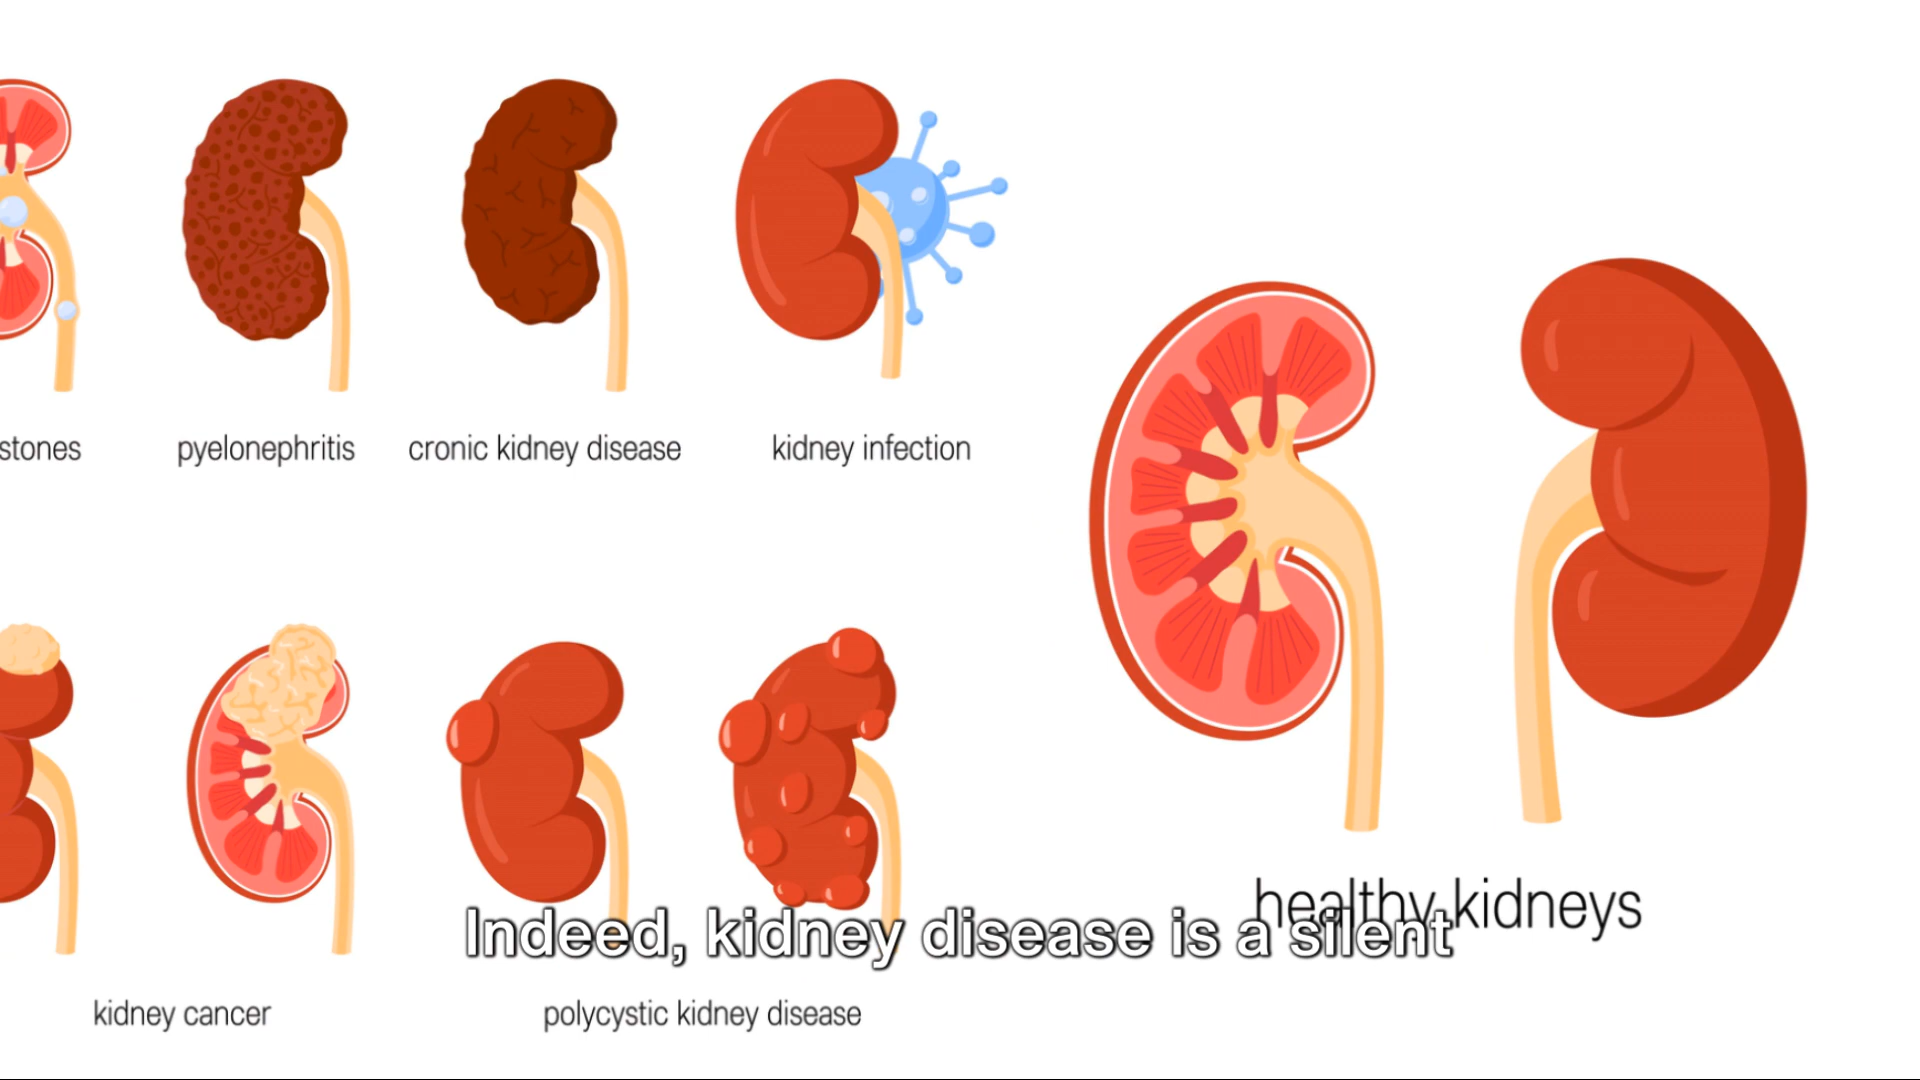 stones
pyelonephritis
cronic kidney disease
kidney infection
healthy kidneys
Indeed, kidney disease is a silent
kidney cancer
polycystic kidney disease